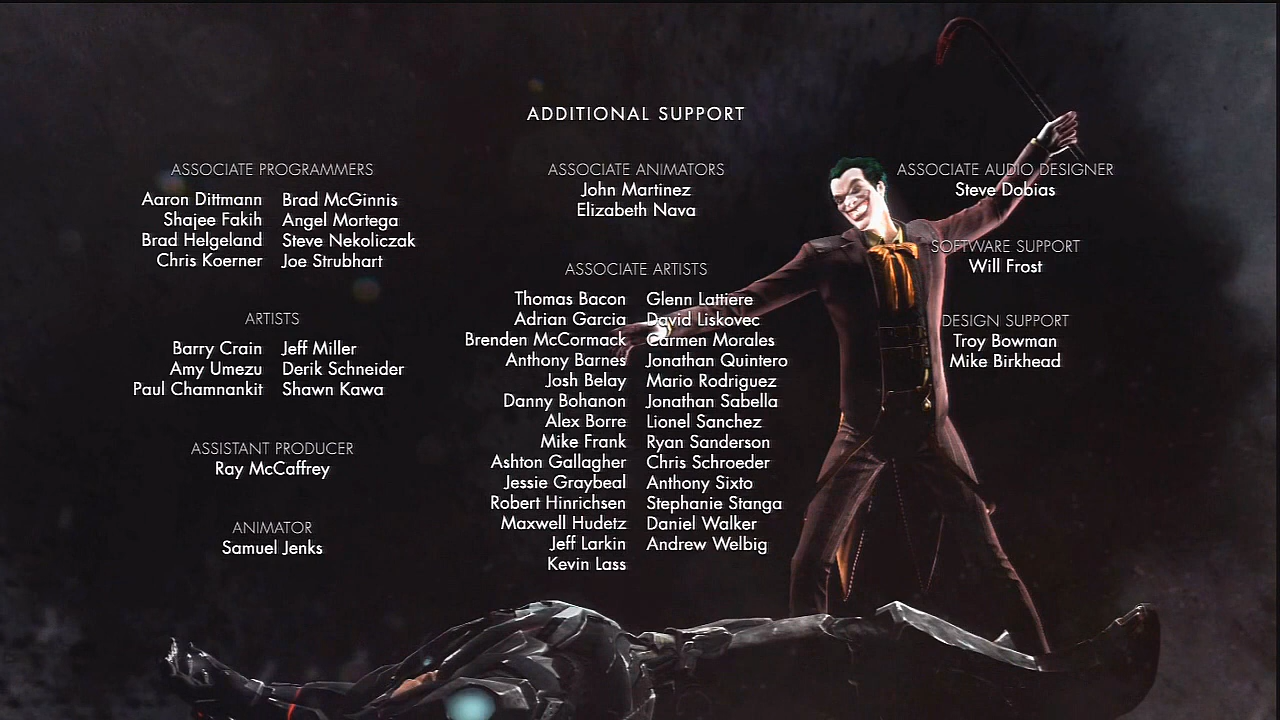 ADDITIONAL SUPPORT
ASSOCIATE PROGRAMMERS
Aaron Dittmann Brad McGinnis
Shajee Fakih Angel Mortega
Brad Helgeland Steve Nekoliczak
Chris Koerner Joe Strubhart
ARTISTS
Barry Crain Jeff Miller
Amy Umezu Derik Schneider
Paul Chamnankit Shawn Kawa
ASSISTANT PRODUCER
Ray McCaffrey
ANIMATOR
Samuel Jenks
ASSOCIATE ANIMATORS
John Martinez
Elizabeth Nava
ASSOCIATE ARTISTS
Thomas Bacon Glenn Lattiere
Adrian Garcia David Liskovec
Brenden McCormack Carmen Morales
Anthony Barnes Jonathan Quintero
Josh Belay Mario Rodriguez
Danny Bohanon Jonathan Sabella
Alex Borre Lionel Sanchez
Mike Frank Ryan Sanderson
Ashton Gallagher Chris Schroeder
Jessie Graybeal Anthony Sixto
Robert Hinrichsen Stephanie Stanga
Maxwell Hudetz Daniel Walker
Jeff Larkin Andrew Welbig
Kevin Lass
ASSOCIATE AUDIO DESIGNER
Steve Dobias
SOFTWARE SUPPORT
Will Frost
DESIGN SUPPORT
Troy Bowman
Mike Birkhead